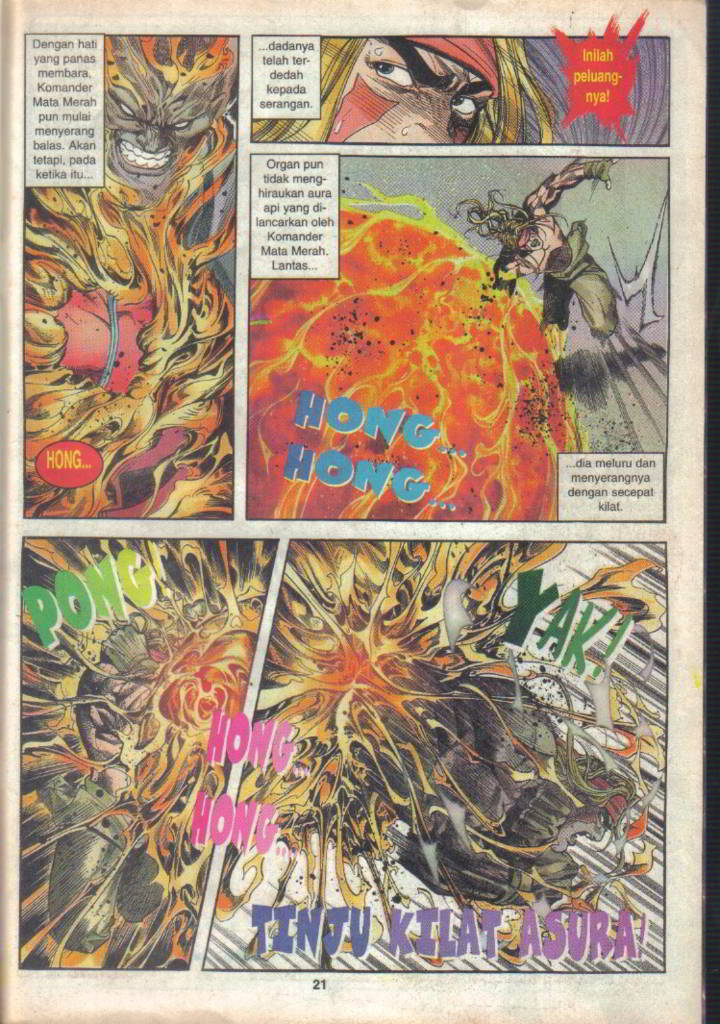 Dengan hati
yang panas
membara,
Komander
Mata Merah
pun mulai
menyerang
balas. Akan
tetapi, pada
ketika itu...
HONG...
...dadanya
telah ter-
dedah
kepada
serangan.
Inilah
peluang-
nya!
Organ pun
tidak meng-
hiraukan aura
api yang di-
lancarkan oleh
Komander
Mata Merah.
Lantas...
HONG...
HONG...
...dia meluru dan
menyerangnya
dengan secepat
kilat.
PONG!
HONG...
HONG...
YAK!
TINJU KILAT ASURA!
21